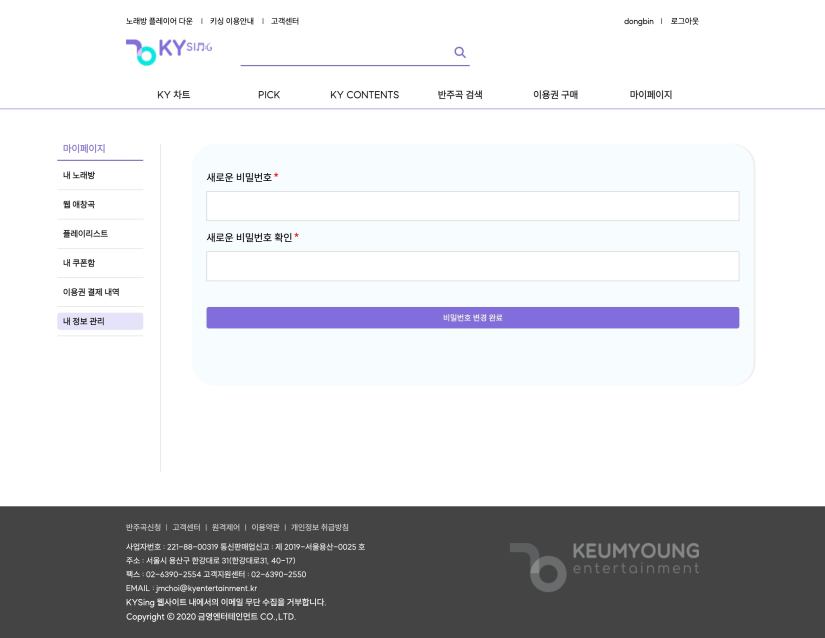 노래방 플레이어 다운 | 키싱 이용안내 | 고객센터
dongbin | 로그아웃
KYSING
KY 차트 PICK KY CONTENTS 반주곡 검색 이용권 구매 마이페이지
마이페이지
내 노래방
웹 애창곡
플레이리스트
내 쿠폰함
이용권 결제 내역
내 정보 관리
새로운 비밀번호 *
새로운 비밀번호 확인 *
비밀번호 변경 완료
반주곡신청 | 고객센터 | 원격제어 | 이용약관 | 개인정보 취급방침
사업자번호 : 221-88-00319 통신판매업신고 : 제 2019-서울용산-0025 호
주소 : 서울시 용산구 한강대로 31(한강대로31, 40-17)
팩스 : 02-6390-2554 고객지원센터 : 02-6390-2550
EMAIL : jmchoi@kyentertainment.kr
KYSing 웹사이트 내에서의 이메일 무단 수집을 거부합니다.
Copyright © 2020 금영엔터테인먼트 CO.,LTD.
KEUMYOUNG
entertainment